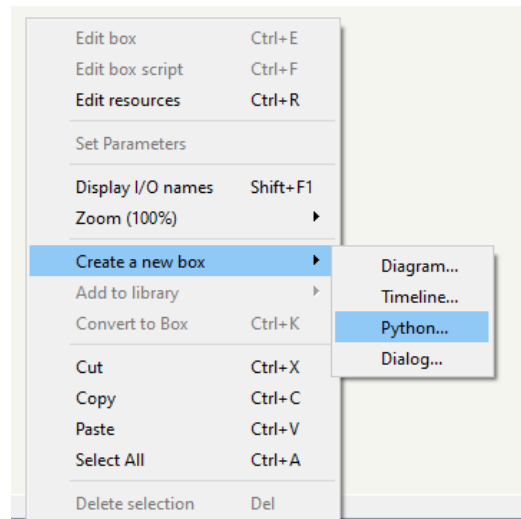 Edit box Ctrl+E
Edit box script Ctrl+F
Edit resources Ctrl+R
Set Parameters
Display I/O names Shift+F1
Zoom (100%)
Create a new box
Add to library
Convert to Box Ctrl+K
Cut Ctrl+X
Copy Ctrl+C
Paste Ctrl+V
Select All Ctrl+A
Delete selection Del
Diagram...
Timeline...
Python...
Dialog...